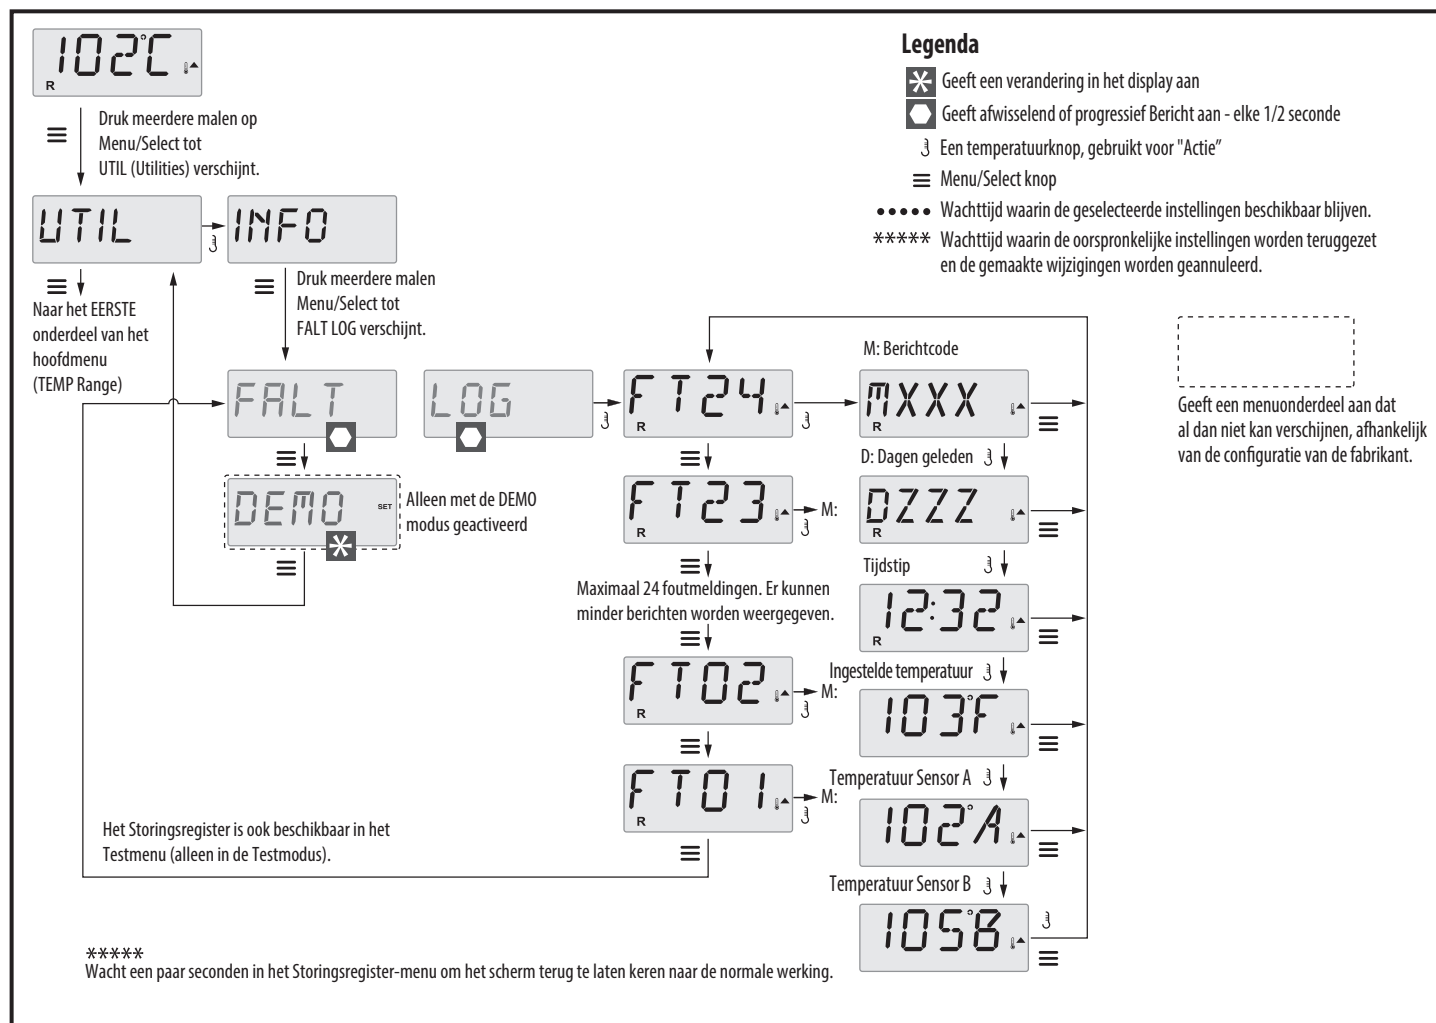 102°C
R
Druk meerdere malen op
Menu/Select tot
UTIL (Utilities) verschijnt.
UTIL
INFO
Naar het EERSTE
onderdeel van het
hoofdmenu
(TEMP Range)
Druk meerdere malen
Menu/Select tot
FALT LOG verschijnt.
FALT
LOG
DEMO
SET
Alleen met de DEMO
modus geactiveerd
FT24
R
FT23
R
M:
Maximaal 24 foutmeldingen. Er kunnen
minder berichten worden weergegeven.
FT02
R
M:
FT01
R
M:
M: Berichtcode
MXXX
R
D: Dagen geleden
DZZZ
R
Tijdstip
12:32
R
Ingestelde temperatuur
103°F
Temperatuur Sensor A
102°A
Temperatuur Sensor B
105°B
Legenda
Geeft een verandering in het display aan
Geeft afwisselend of progressief Bericht aan - elke 1/2 seconde
Een temperatuurknop, gebruikt voor "Actie”
Menu/Select knop
••••• Wachttijd waarin de geselecteerde instellingen beschikbaar blijven.
***** Wachttijd waarin de oorspronkelijke instellingen worden teruggezet
en de gemaakte wijzigingen worden geannuleerd.
Geeft een menuonderdeel aan dat
al dan niet kan verschijnen, afhankelijk
van de configuratie van de fabrikant.
Het Storingsregister is ook beschikbaar in het
Testmenu (alleen in de Testmodus).
*****
Wacht een paar seconden in het Storingsregister-menu om het scherm terug te laten keren naar de normale werking.